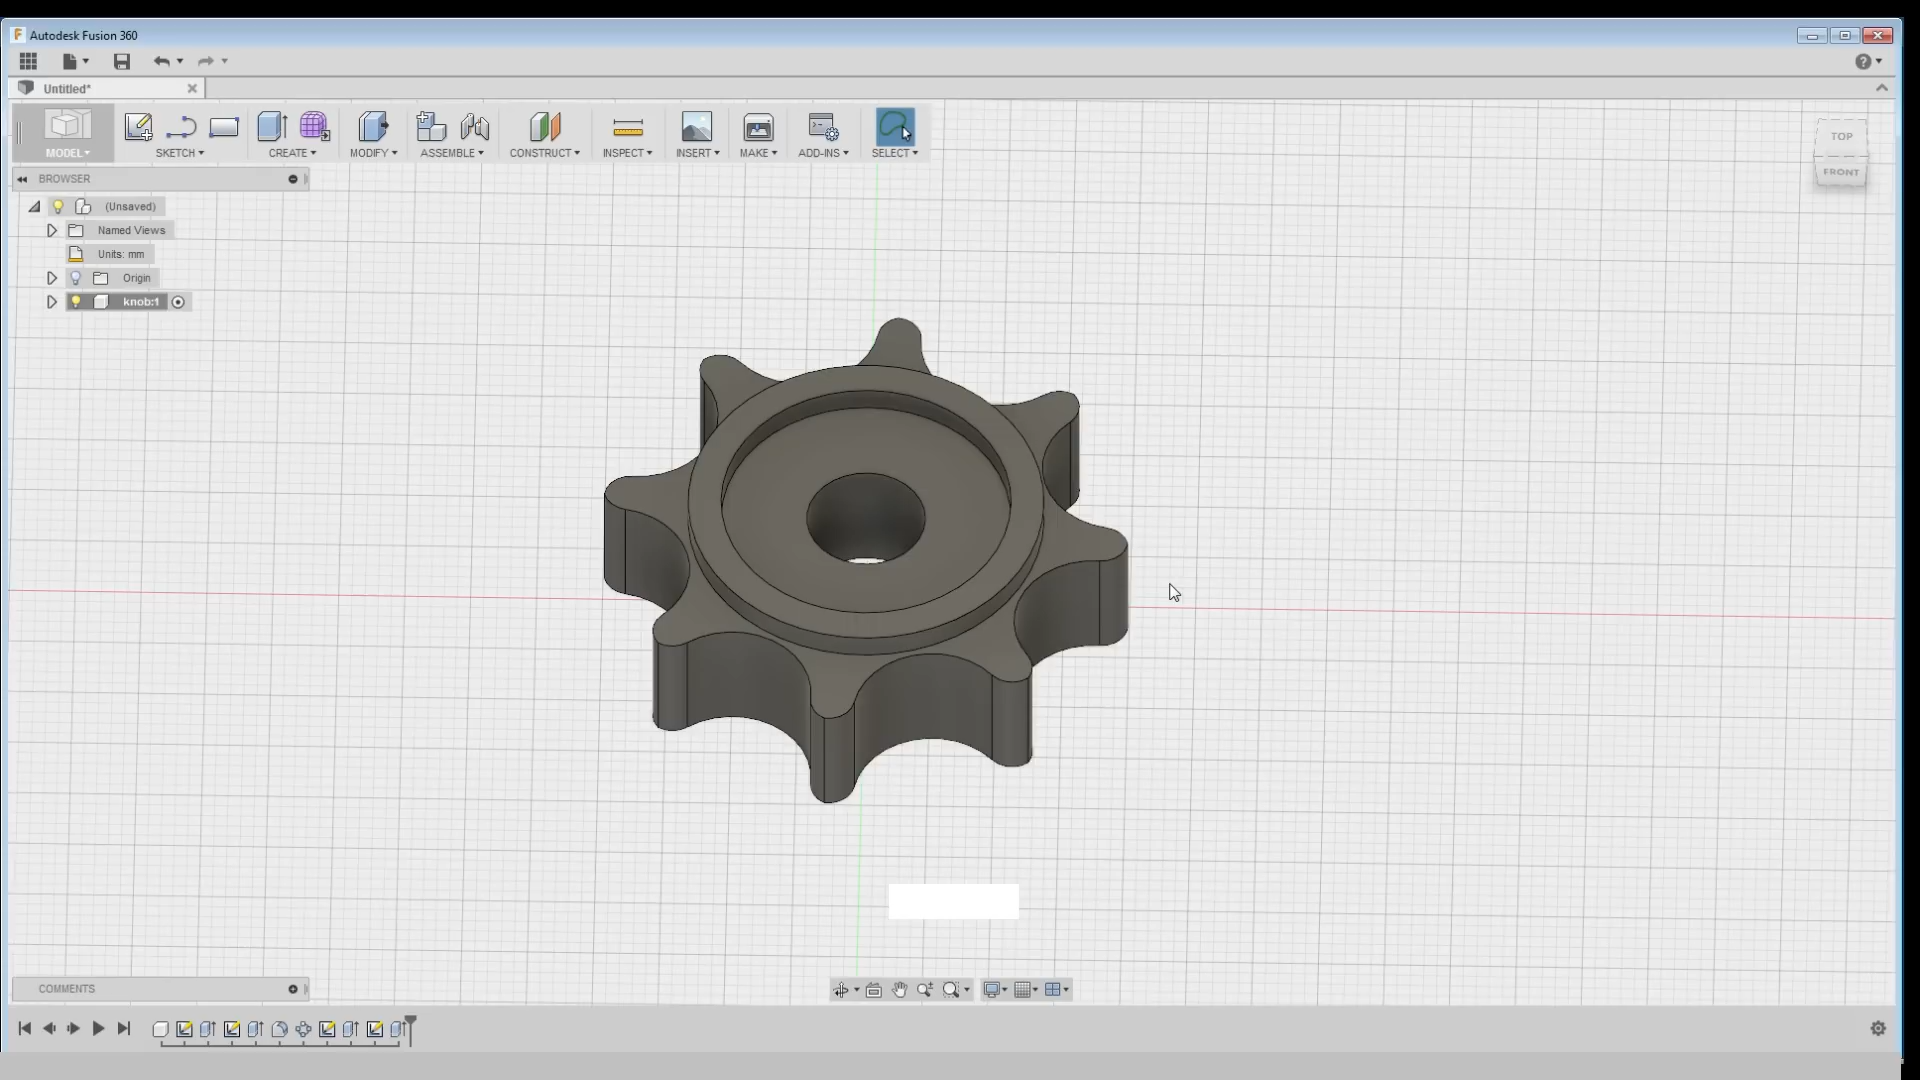 Autodesk Fusion 360
Untitled*
MODEL
SKETCH
CREATE
MODIFY
ASSEMBLE
CONSTRUCT
INSPECT
INSERT
MAKE
ADD-INS
SELECT
TOP
FRONT
BROWSER
(Unsaved)
Named Views
Units: mm
Origin
knob:1
COMMENTS